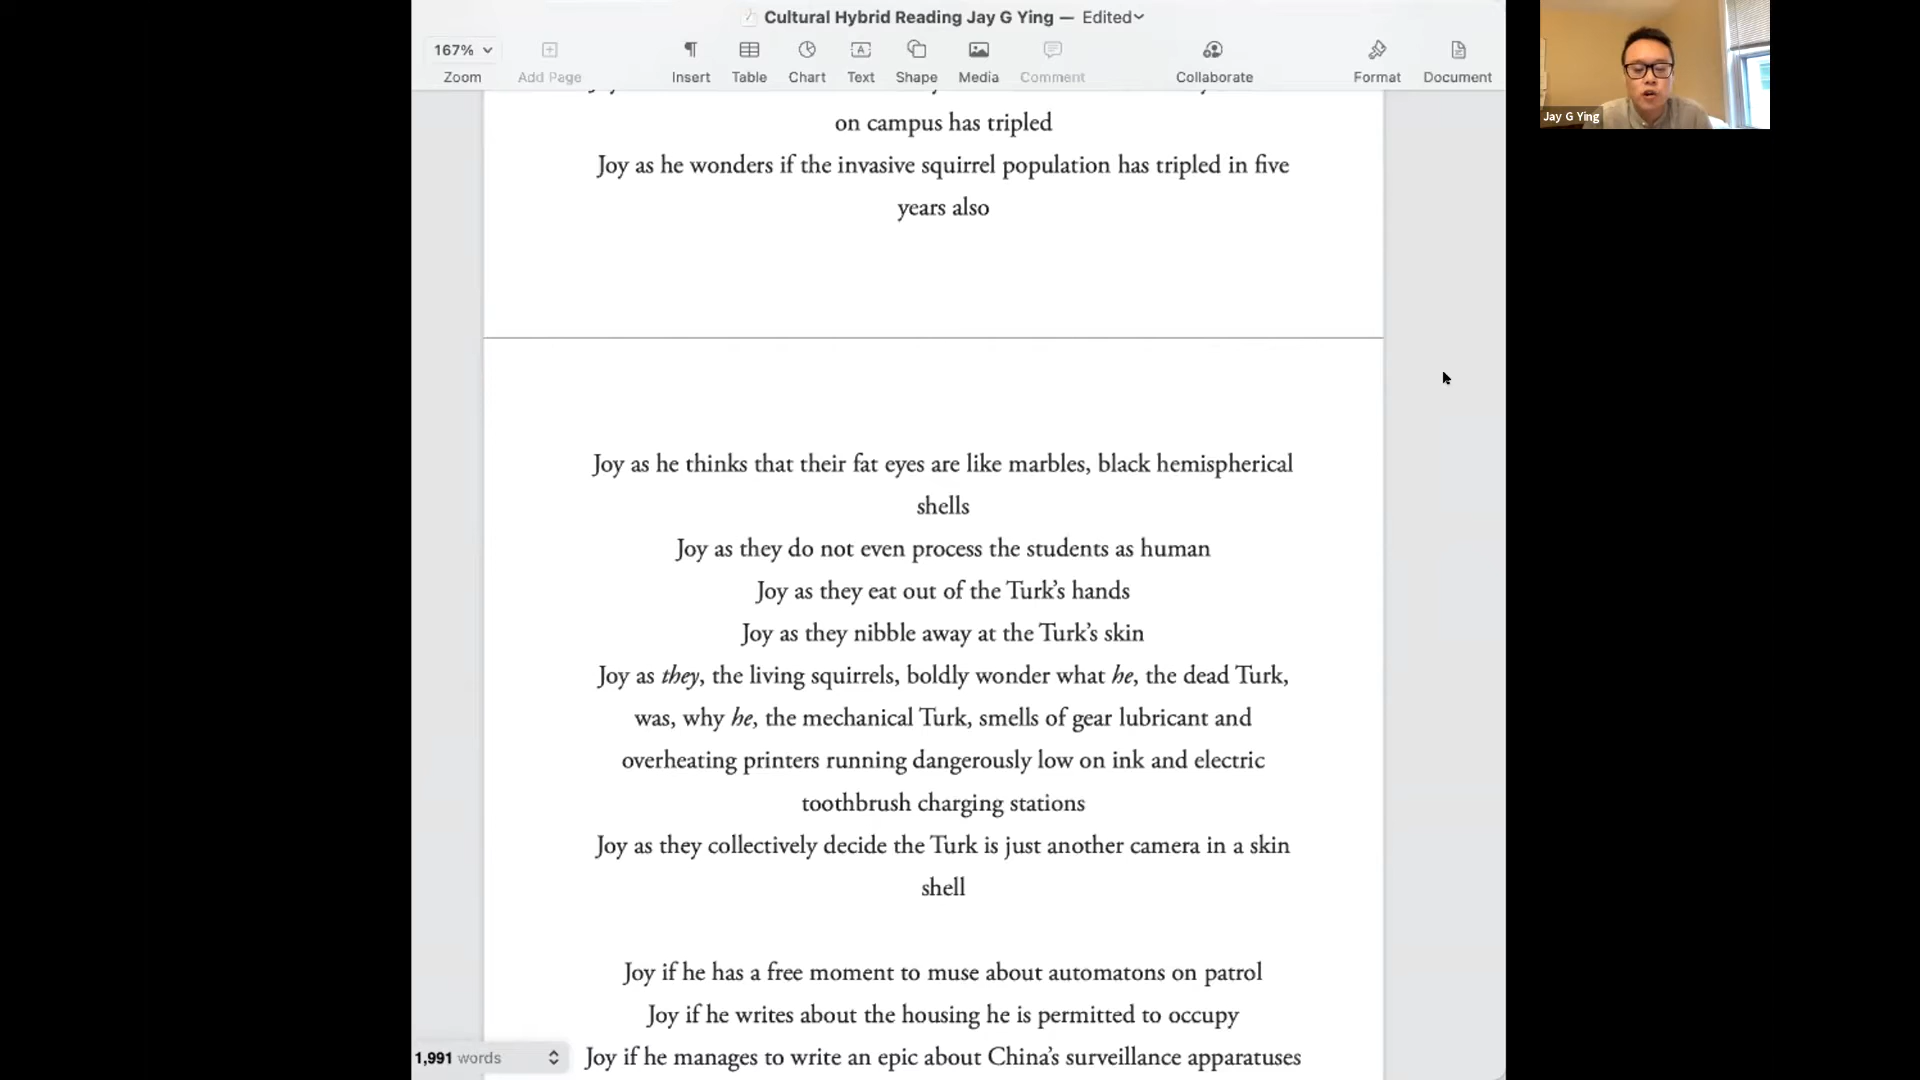 Cultural Hybrid Reading Jay G Ying — Edited
167%
Zoom
Add Page
Insert
Table
Chart
Text
Shape
Media
Comment
Collaborate
Format
Document
Jay G Ying
on campus has tripled
Joy as he wonders if the invasive squirrel population has tripled in five
years also
Joy as he thinks that their fat eyes are like marbles, black hemispherical
shells
Joy as they do not even process the students as human
Joy as they eat out of the Turk’s hands
Joy as they nibble away at the Turk’s skin
Joy as they, the living squirrels, boldly wonder what he, the dead Turk,
was, why he, the mechanical Turk, smells of gear lubricant and
overheating printers running dangerously low on ink and electric
toothbrush charging stations
Joy as they collectively decide the Turk is just another camera in a skin
shell
Joy if he has a free moment to muse about automatons on patrol
Joy if he writes about the housing he is permitted to occupy
Joy if he manages to write an epic about China’s surveillance apparatuses
1,991 words